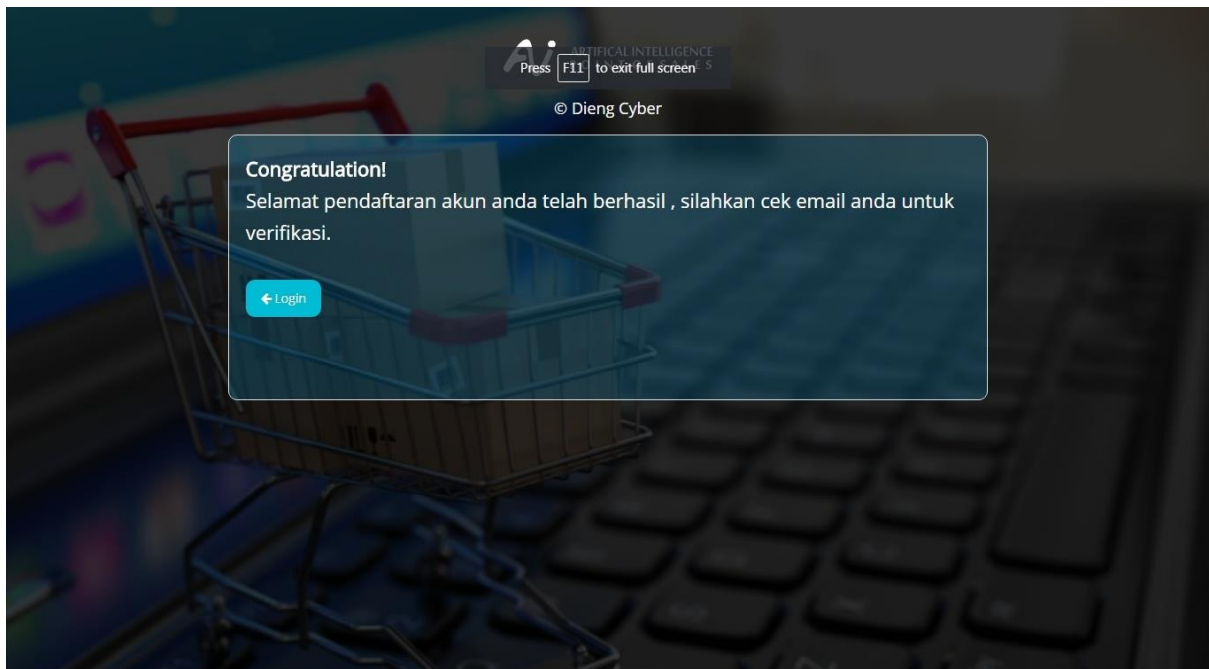 ARTIFICAL INTELLIGENCE
Press F11 to exit full screen
© Dieng Cyber
Congratulation!
Selamat pendaftaran akun anda telah berhasil , silahkan cek email anda untuk
verifikasi.
Login